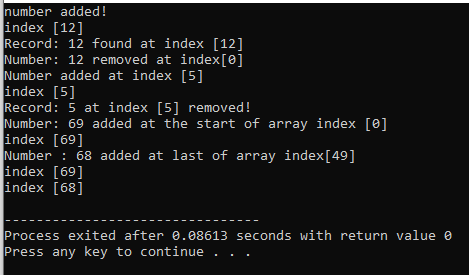 number added!
index [12]
Record: 12 found at index [12]
Number: 12 removed at index[0]
Number added at index [5]
index [5]
Record: 5 at index [5] removed!
Number: 69 added at the start of array index [0]
index [69]
Number : 68 added at last of array index[49]
index [69]
index [68]

--------------------------------
Process exited after 0.08613 seconds with return value 0
Press any key to continue . . .